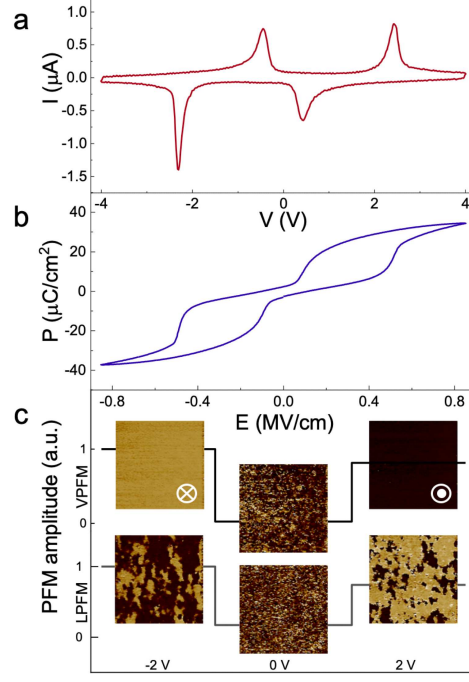 a
I (μA)
1.0
0.5
0.0
-0.5
-1.0
-1.5
-4 -2 0 2 4
V (V)
b
P (μC/cm²)
40
20
0
-20
-40
-0.8 -0.4 0.0 0.4 0.8
E (MV/cm)
c
PFM amplitude (a.u.)
VPFM
1
0
LPFM
1
0
-2 V 0 V 2 V